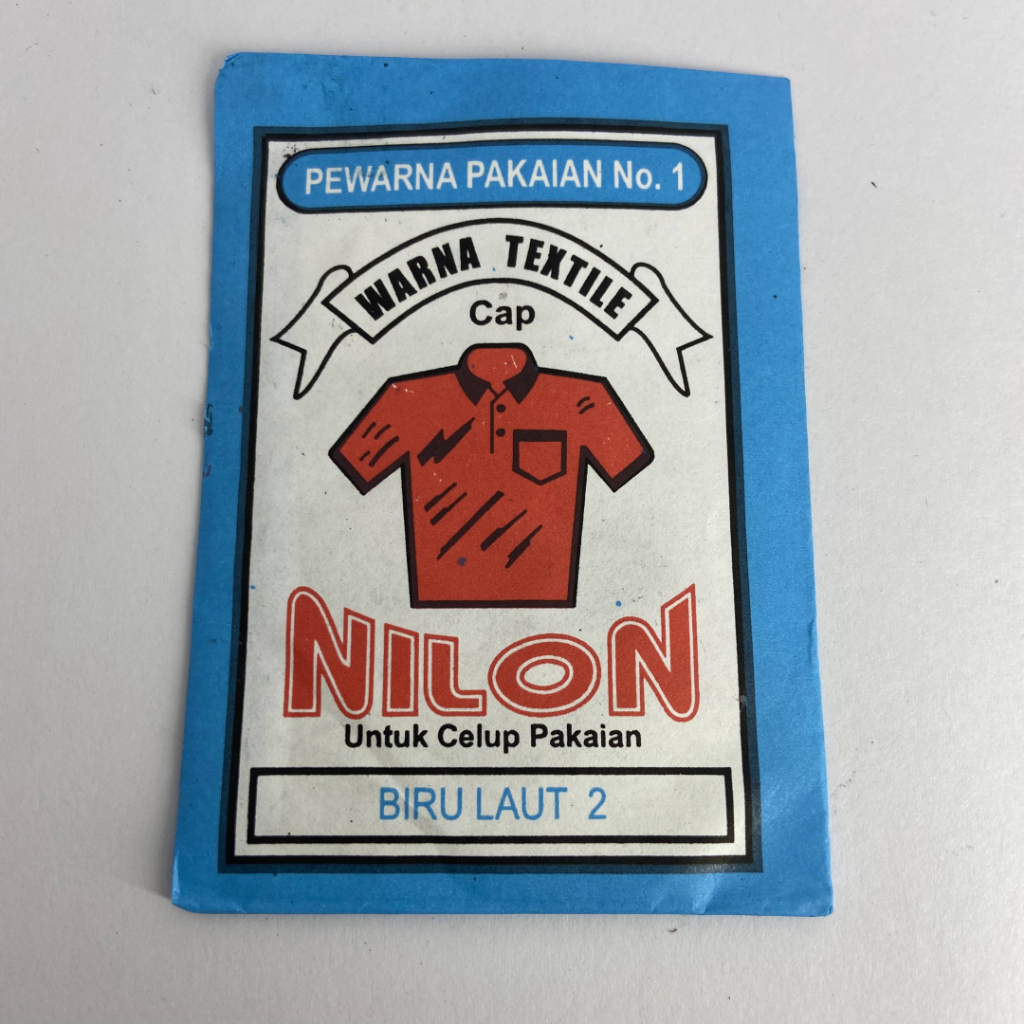 PEWARNA PAKAIAN No. 1
WARNA TEXTILE
Cap
NILON
Untuk Celup Pakaian
BIRU LAUT 2